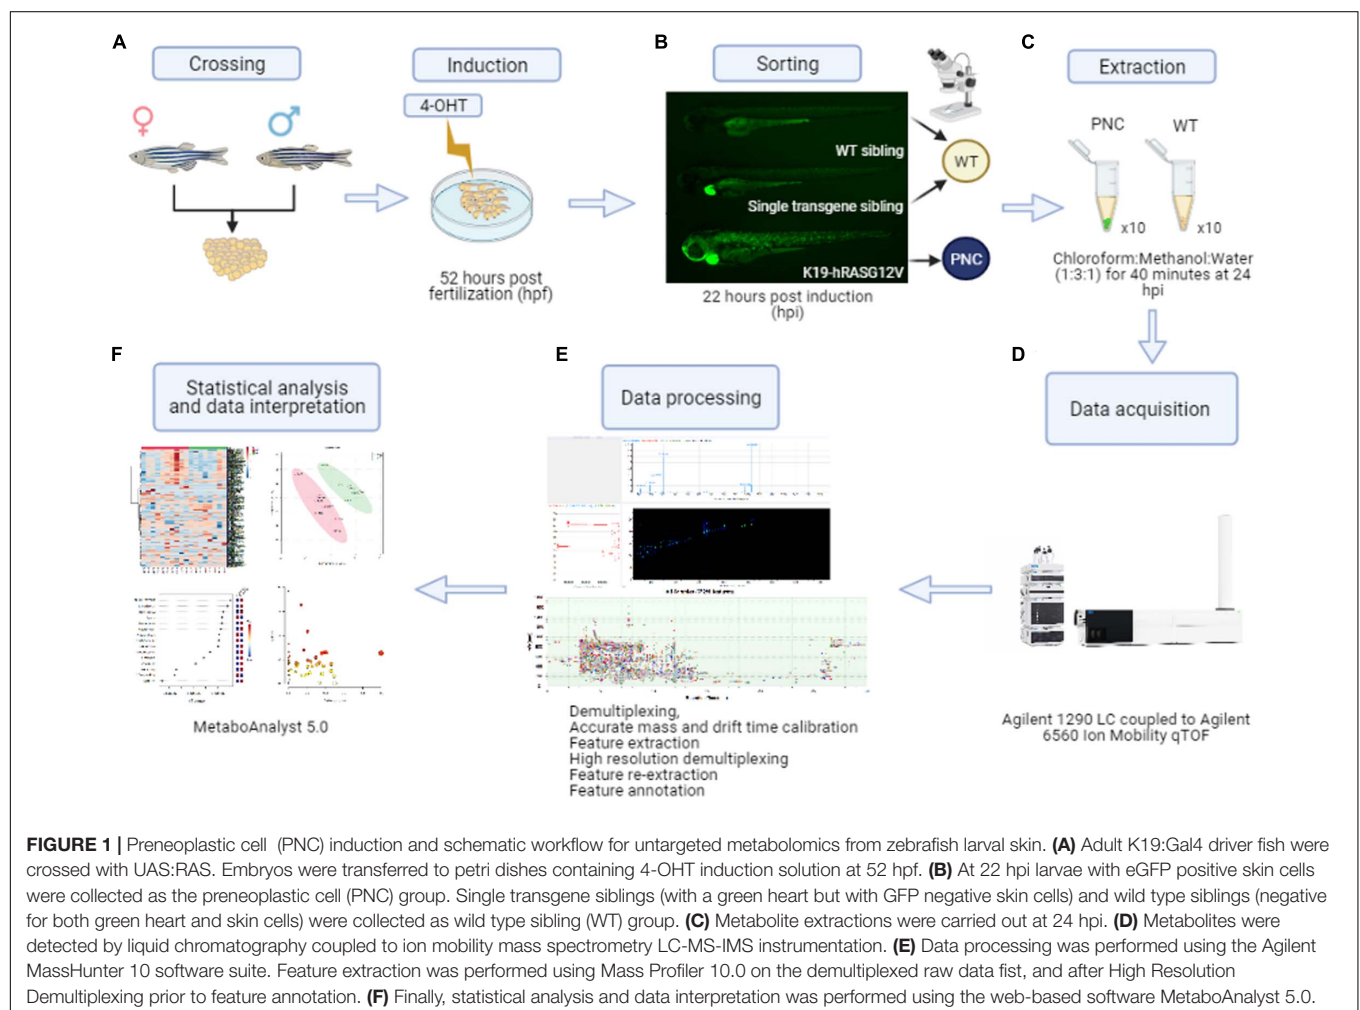 A
Crossing
Induction
4-OHT
52 hours post
fertilization (hpf)
B
Sorting
WT sibling
Single transgene sibling
K19-hRASG12V
WT
PNC
22 hours post induction
(hpi)
C
Extraction
PNC
WT
x10
x10
Chloroform:Methanol:Water
(1:3:1) for 40 minutes at 24
hpi
F
Statistical analysis
and data interpretation
MetaboAnalyst 5.0
E
Data processing
Demultiplexing,
Accurate mass and drift time calibration
Feature extraction
High resolution demultiplexing
Feature re-extraction
Feature annotation
D
Data acquisition
Agilent 1290 LC coupled to Agilent
6560 Ion Mobility qTOF
FIGURE 1 | Preneoplastic cell (PNC) induction and schematic workflow for untargeted metabolomics from zebrafish larval skin. (A) Adult K19:Gal4 driver fish were
crossed with UAS:RAS. Embryos were transferred to petri dishes containing 4-OHT induction solution at 52 hpf. (B) At 22 hpi larvae with eGFP positive skin cells
were collected as the preneoplastic cell (PNC) group. Single transgene siblings (with a green heart but with GFP negative skin cells) and wild type siblings (negative
for both green heart and skin cells) were collected as wild type sibling (WT) group. (C) Metabolite extractions were carried out at 24 hpi. (D) Metabolites were
detected by liquid chromatography coupled to ion mobility mass spectrometry LC-MS-IMS instrumentation. (E) Data processing was performed using the Agilent
MassHunter 10 software suite. Feature extraction was performed using Mass Profiler 10.0 on the demultiplexed raw data fist, and after High Resolution
Demultiplexing prior to feature annotation. (F) Finally, statistical analysis and data interpretation was performed using the web-based software MetaboAnalyst 5.0.